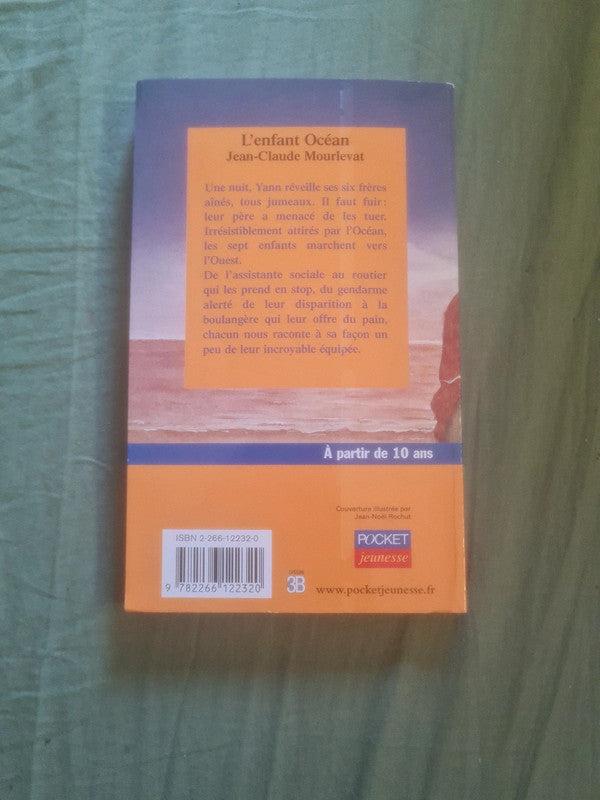 L'enfant Océan
Jean-Claude Mourlevat
Une nuit, Yann réveille ses six frères
aînés, tous jumeaux. Il faut fuir :
leur père a menacé de les tuer.
Irrésistiblement attirés par l'Océan,
les sept enfants marchent vers
l'Ouest.
De l'assistante sociale au routier
qui les prend en stop, du gendarme
alerté de leur disparition à la
boulangère qui leur offre du pain,
chacun nous raconte à sa façon un
peu de leur incroyable équipée.
À partir de 10 ans
Couverture illustrée par
Jean-Noël Rochut
ISBN 2-266-12232-0
POCKET
jeunesse
9 782266 122320
3B
www.pocketjeunesse.fr